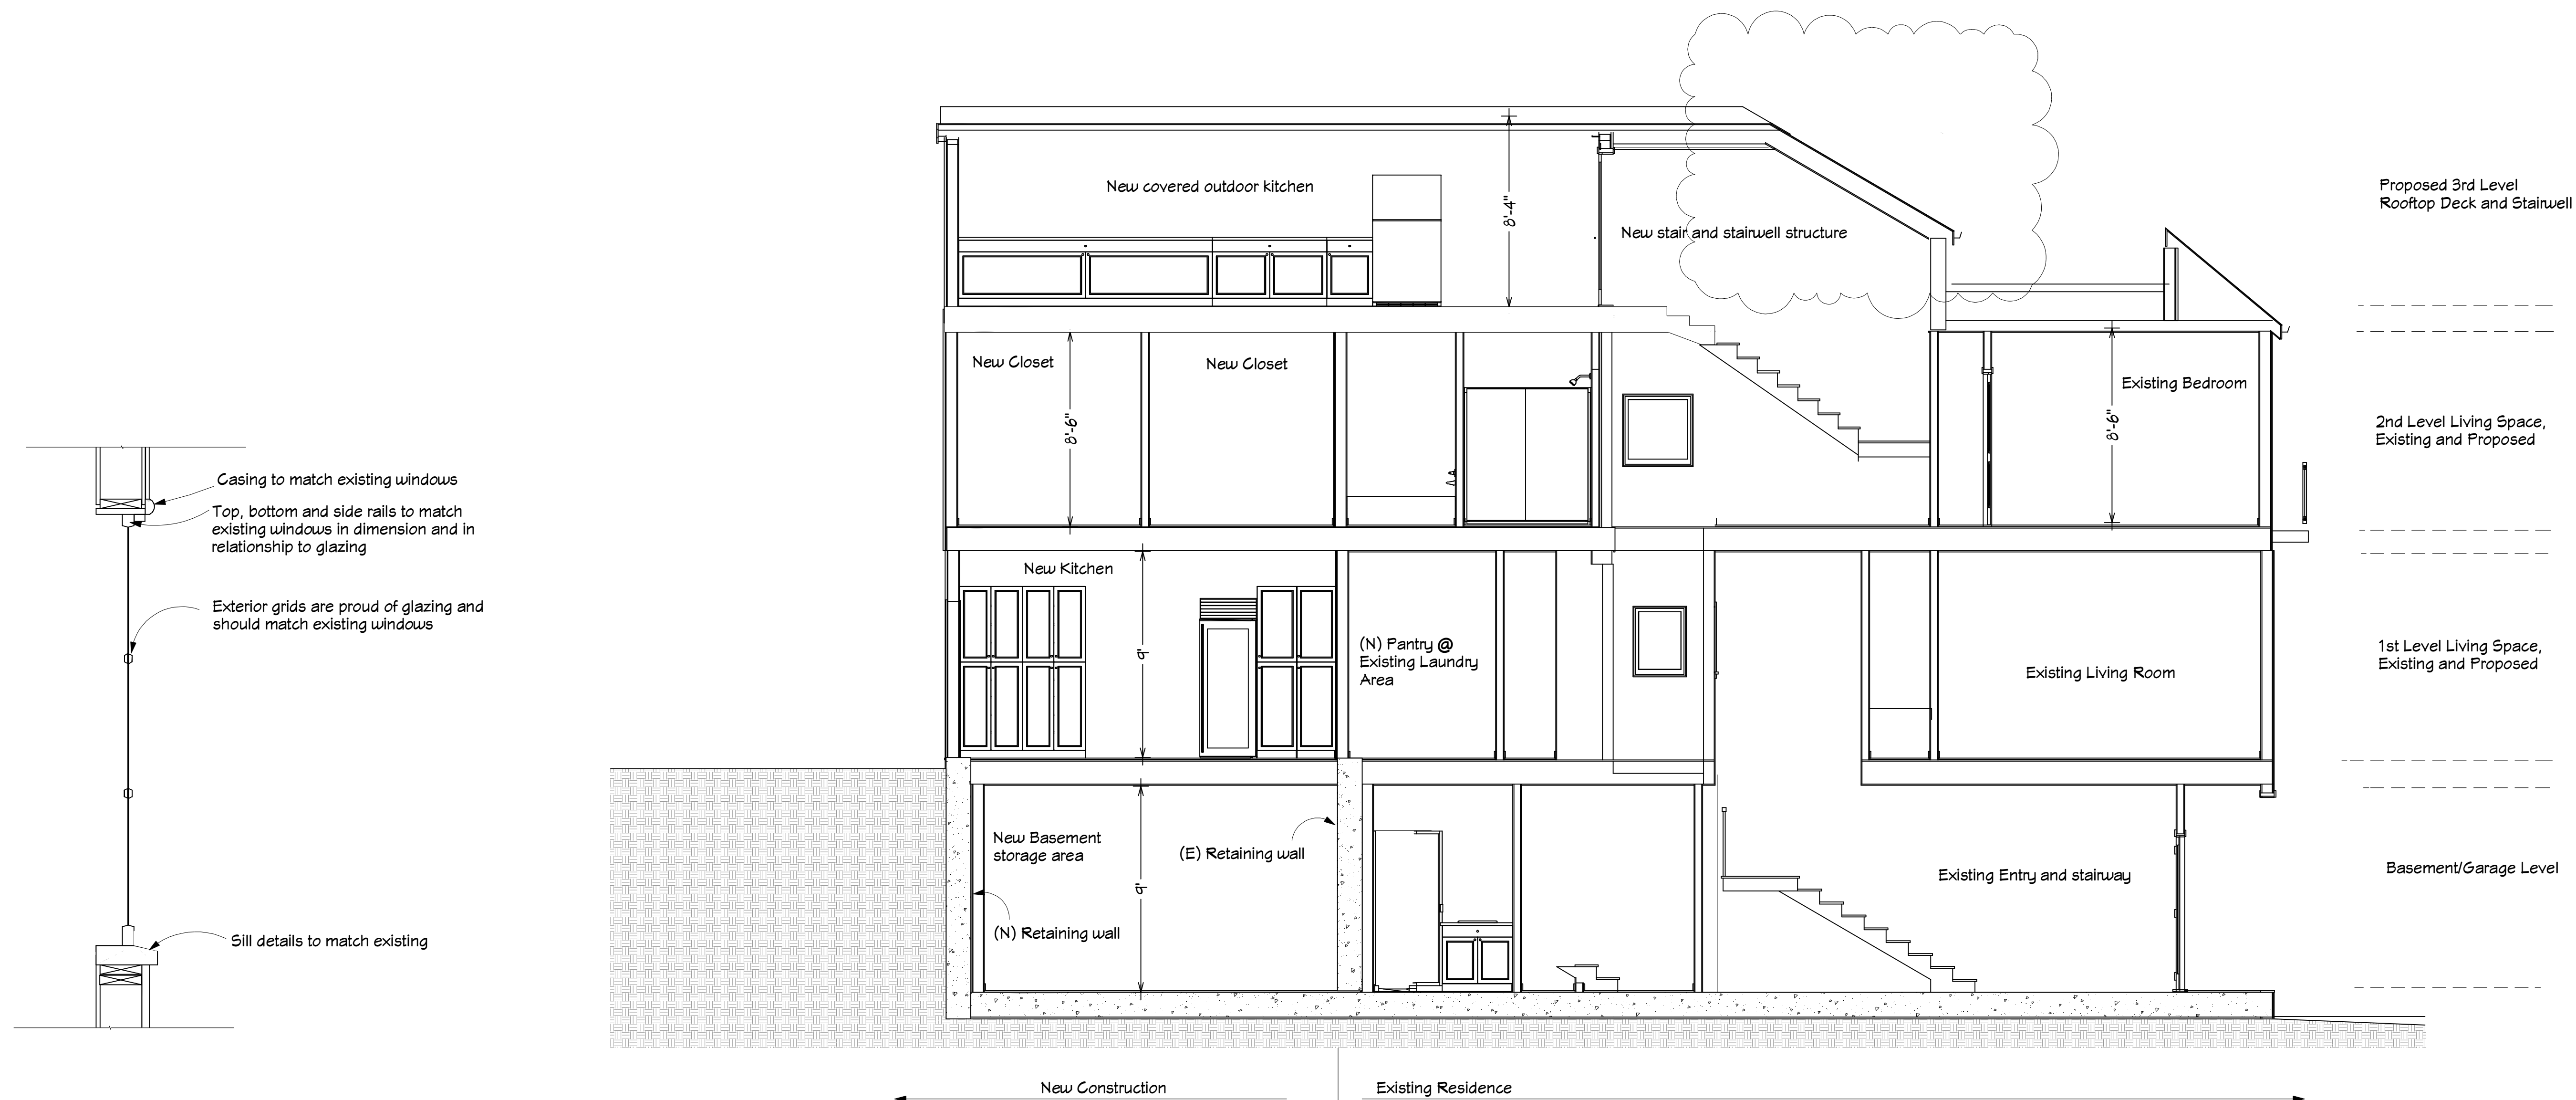 Casing to match existing windows
Top, bottom and side rails to match
existing windows in dimension and in
relationship to glazing
Exterior grids are proud of glazing and
should match existing windows
Sill details to match existing
New covered outdoor kitchen
8'-4"
New stair and stairwell structure
Proposed 3rd Level
Rooftop Deck and Stairwell
New Closet
8'-6"
New Closet
8'-6"
Existing Bedroom
2nd Level Living Space,
Existing and Proposed
New Kitchen
9'
(N) Pantry @
Existing Laundry
Area
Existing Living Room
1st Level Living Space,
Existing and Proposed
New Basement
storage area
9'
(E) Retaining wall
(N) Retaining wall
Existing Entry and stairway
Basement/Garage Level
New Construction
Existing Residence